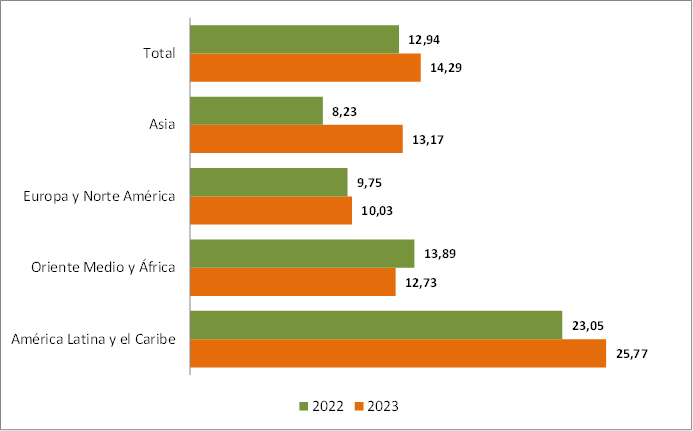 Total
12,94
14,29
Asia
8,23
13,17
Europa y Norte América
9,75
10,03
Oriente Medio y África
13,89
12,73
América Latina y el Caribe
23,05
25,77
2022 2023